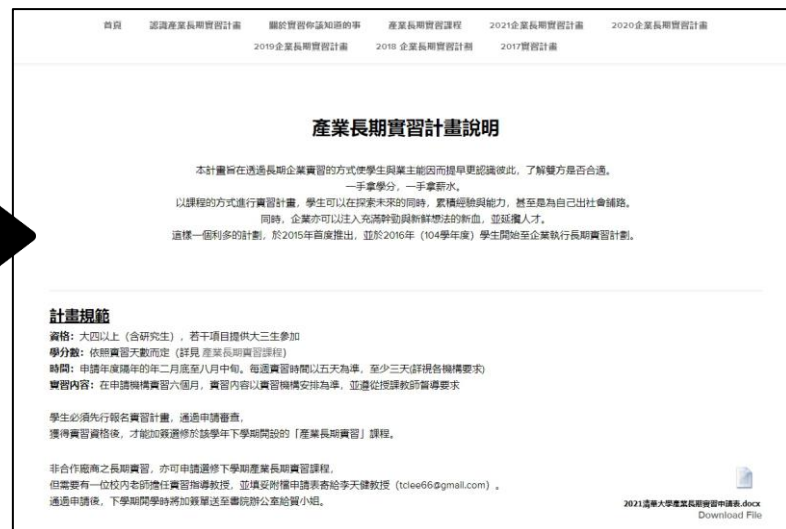 首頁 認識產業長期實習計畫 關於實習你該知道的事 產業長期實習課程 2021企業長期實習計畫 2020企業長期實習計畫
2019企業長期實習計畫 2018 企業長期實習計劃 2017實習計畫
產業長期實習計畫說明
本計畫旨在透過長期企業實習的方式使學生與業主能因而提早更認識彼此，了解雙方是否合適。
一手拿學分，一手拿薪水。
以課程的方式進行實習計畫，學生可以在探索未來的同時，累積經驗與能力，甚至是為自己出社會鋪路。
同時，企業亦可以注入充滿幹勁與新鮮想法的新血，並延攬人才。
這樣一個利多的計劃，於2015年首度推出，並於2016年（104學年度）學生開始至企業執行長期實習計劃。
計畫規範
資格：大四以上（含研究生），若干項目提供大三生參加
學分數：依照實習天數而定（詳見 產業長期實習課程）
時間：申請年度隔年的年二月底至八月中旬。每週實習時間以五天為準，至少三天(詳視各機構要求)
實習內容：在申請機構實習六個月，實習內容以實習機構安排為準，並遵從授課教師督導要求
學生必須先行報名實習計畫，通過申請審查，
獲得實習資格後，才能加簽選修於該學年下學期開設的「產業長期實習」課程。
非合作廠商之長期實習，亦可申請選修下學期產業長期實習課程，
但需要有一位校內老師擔任實習指導教授，並填妥附檔申請表寄給李天健教授（tclee66@gmail.com）。
通過申請後，下學期開學時將加簽單送至書院辦公室給賀小組。
2021清華大學產業長期實習申請表.docx
Download File